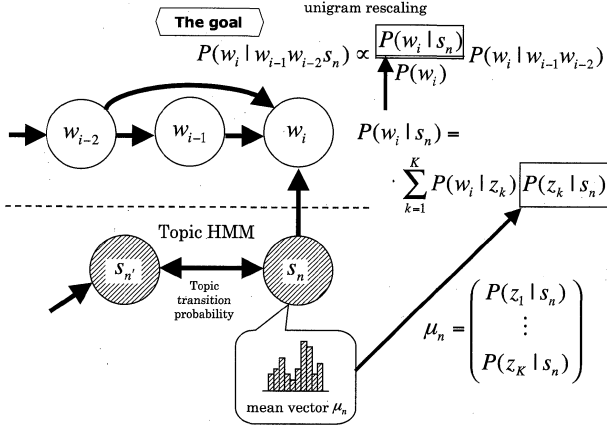 unigram rescaling
The goal
P(w_i | w_{i-1} w_{i-2} s_n) ∝ P(w_i | s_n) / P(w_i) P(w_i | w_{i-1} w_{i-2})
w_{i-2} w_{i-1} w_i
P(w_i | s_n) =
· ∑_{k=1}^{K} P(w_i | z_k) P(z_k | s_n)
Topic HMM
s_{n'} s_n
Topic
transition
probability
μ_n = ( P(z_1 | s_n)
⋮
P(z_K | s_n) )
mean vector μ_n